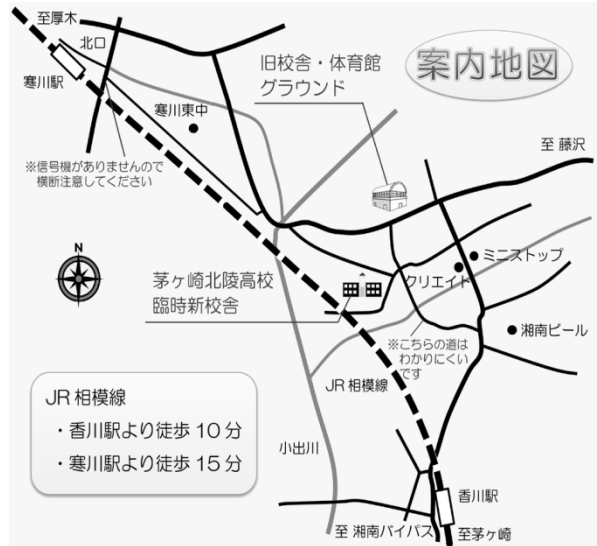 至厚木
北口
寒川駅
旧校舎・体育館
グラウンド
案内地図
寒川東中
※信号機がありませんので
横断注意してください
至 藤沢
N
ミニストップ
クリエイト
茅ヶ崎北陵高校
臨時新校舎
※こちらの道は
わかりにくい
です
湘南ビール
JR 相模線
JR 相模線
・香川駅より徒歩 10 分
・寒川駅より徒歩 15 分
小出川
香川駅
至 湘南バイパス
至茅ヶ崎